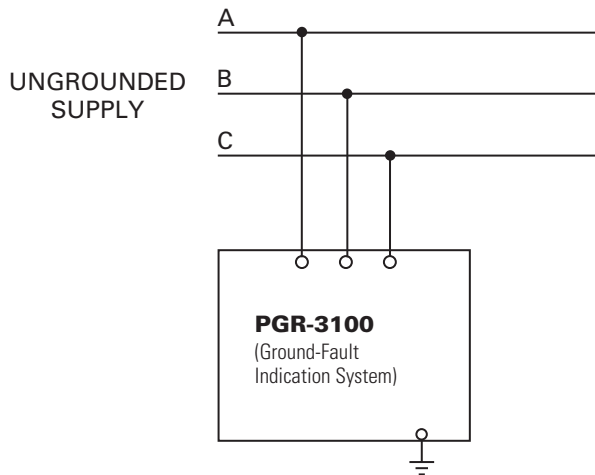 A
UNGROUNDED
SUPPLY
B
C
PGR-3100
(Ground-Fault
Indication System)